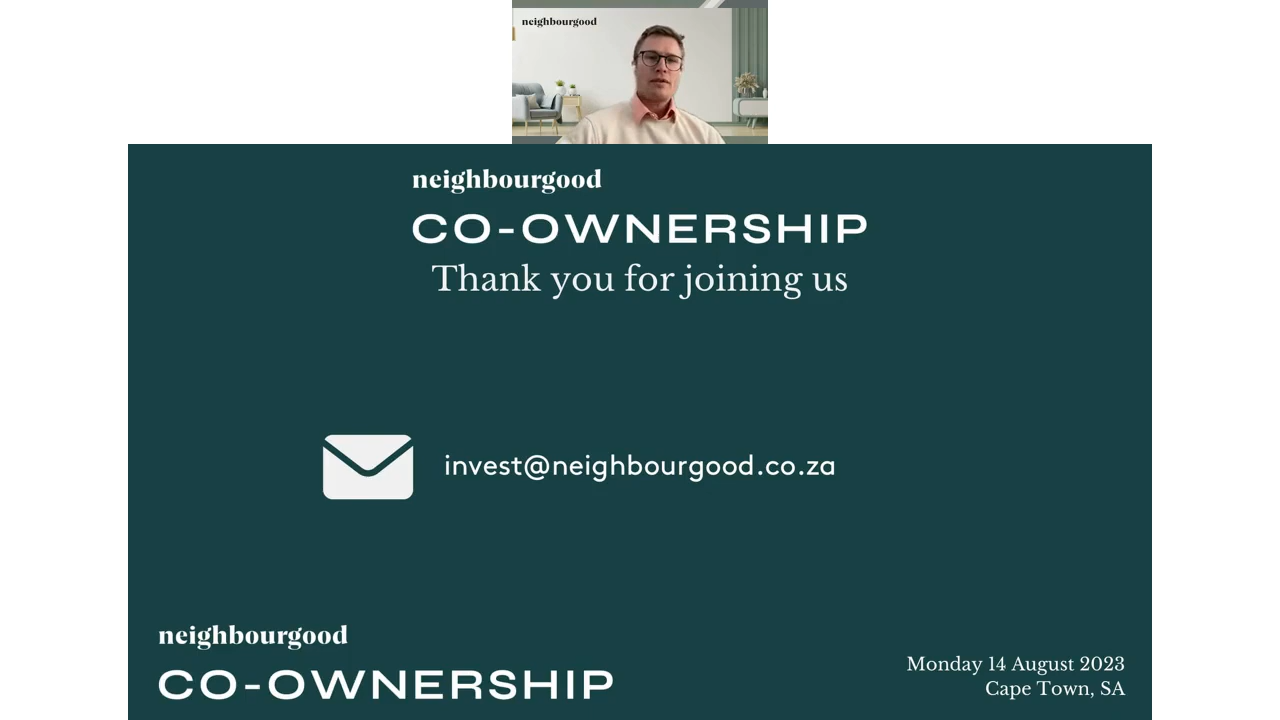 neighbourgood
neighbourgood
CO-OWNERSHIP
Thank you for joining us
invest@neighbourgood.co.za
neighbourgood
CO-OWNERSHIP
Monday 14 August 2023
Cape Town, SA